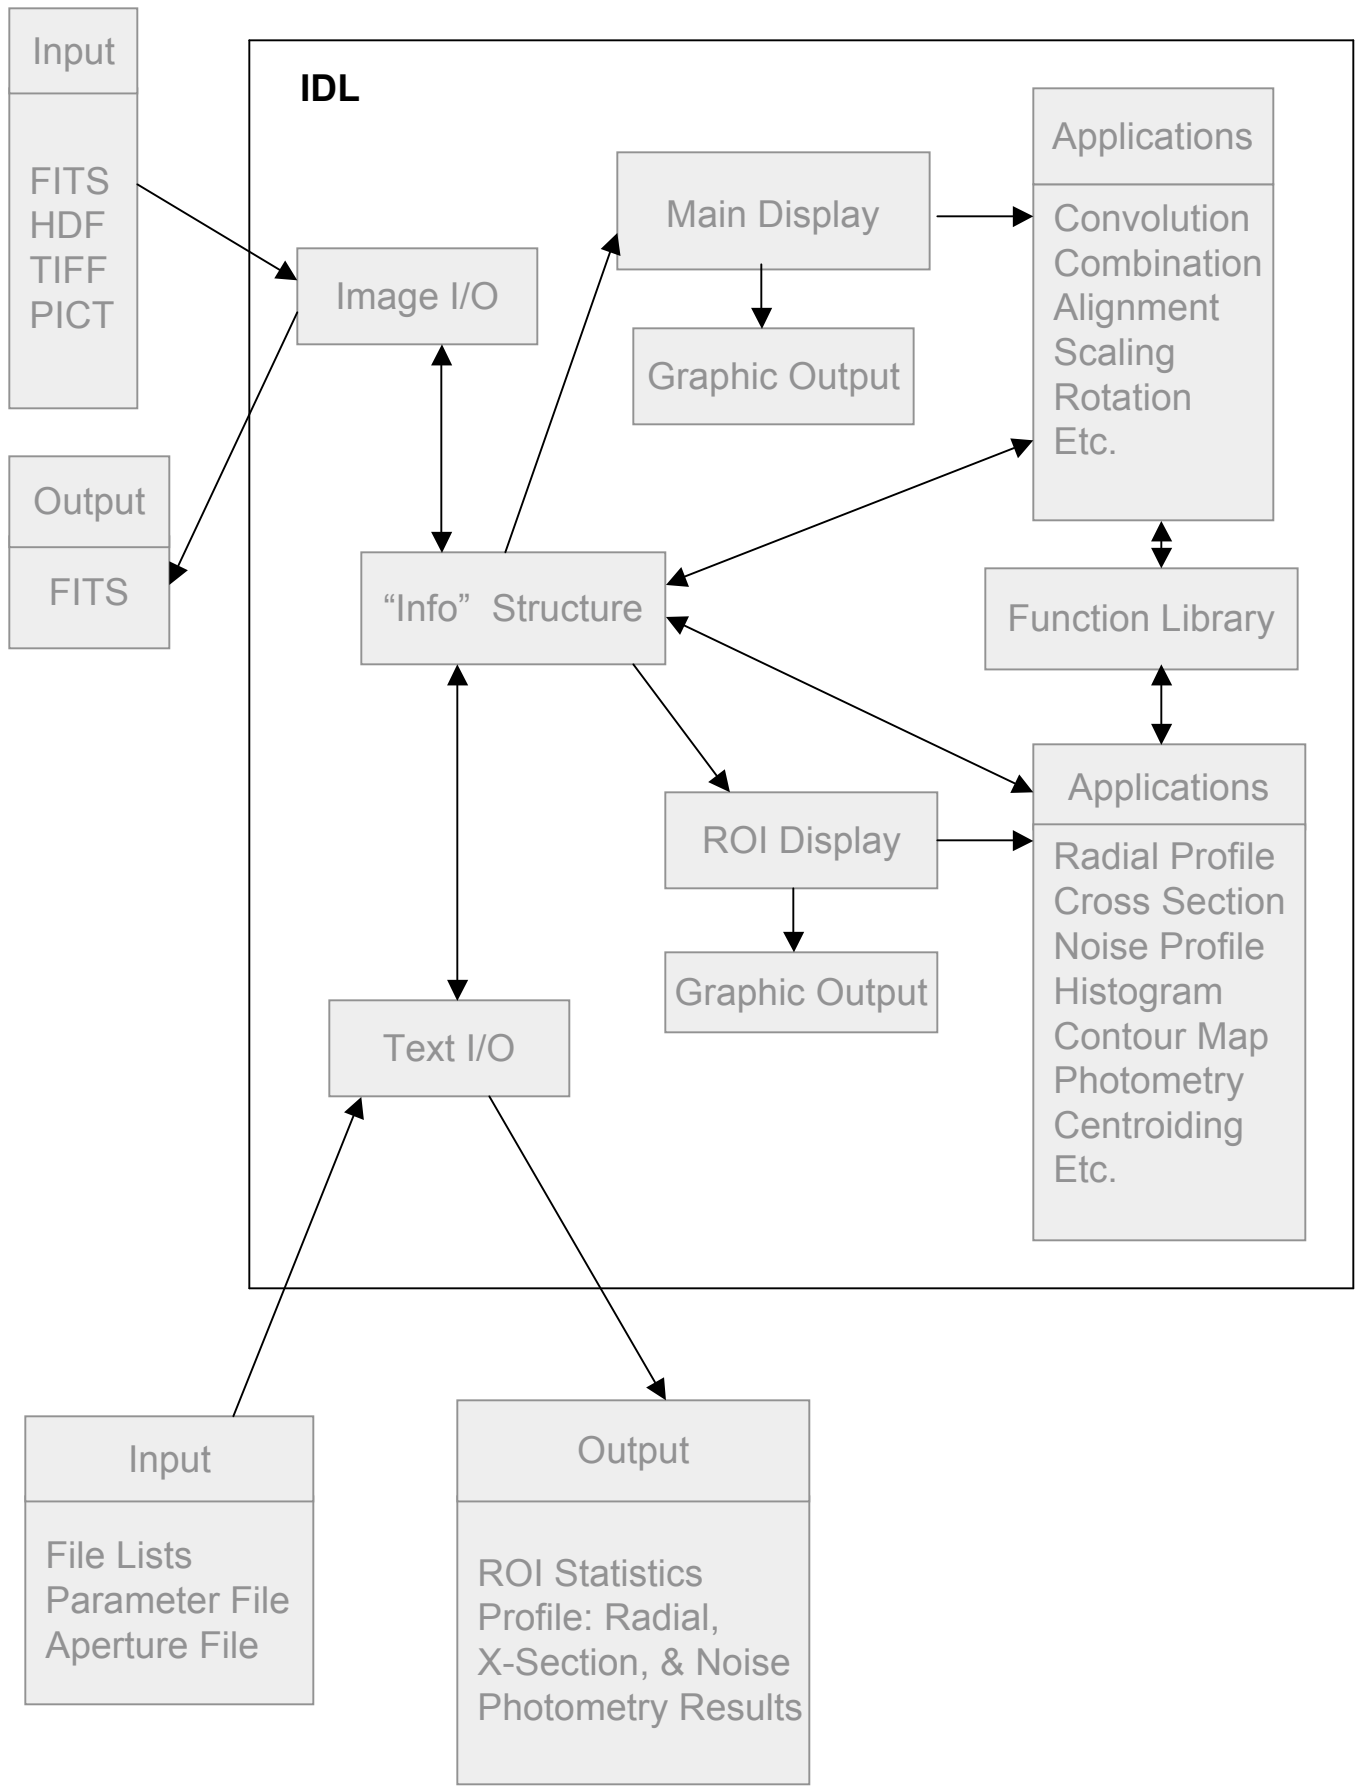 Input
FITS
HDF
TIFF
PICT
Output
FITS
IDL
Image I/O
Main Display
Graphic Output
Applications
Convolution
Combination
Alignment
Scaling
Rotation
Etc.
“Info” Structure
Function Library
ROI Display
Graphic Output
Applications
Radial Profile
Cross Section
Noise Profile
Histogram
Contour Map
Photometry
Centroiding
Etc.
Text I/O
Input
File Lists
Parameter File
Aperture File
Output
ROI Statistics
Profile: Radial,
X-Section, & Noise
Photometry Results